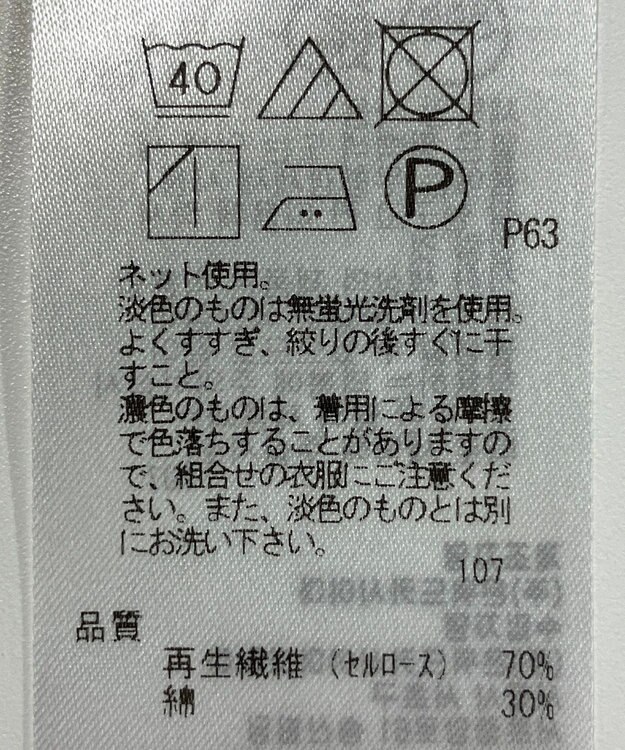 40
P
P63
ネット使用。
淡色のものは無蛍光洗剤を使用。
よくすすぎ、絞りの後すぐに干
すこと。
濃色のものは、着用による摩擦
で色落ちすることがありますの
で、組合せの衣服にご注意くだ
さい。また、淡色のものとは別
にお洗い下さい。
107
品質
再生繊維（セルロース） 70%
綿 30%